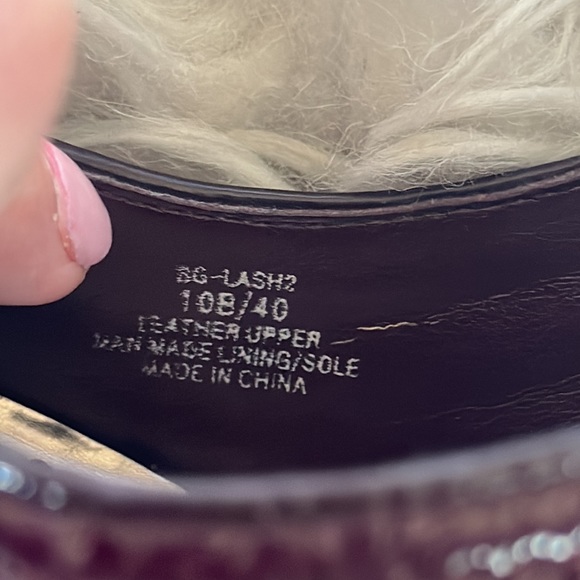 BG-LASH2
10B/40
LEATHER UPPER
MAN MADE LINING/SOLE
MADE IN CHINA